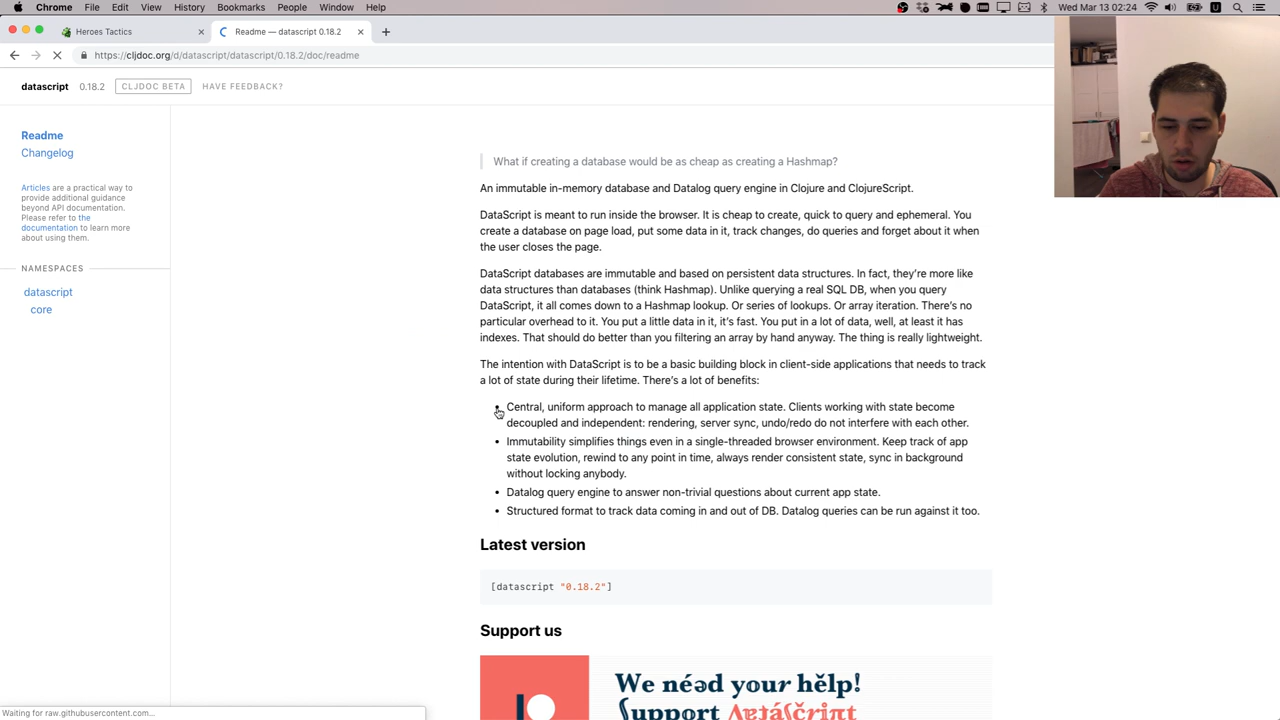 Chrome File Edit View History Bookmarks People Window Help Wed Mar 13 02:24
Heroes Tactics
Readme — datascript 0.18.2
https://cljdoc.org/d/datascript/datascript/0.18.2/doc/readme
datascript 0.18.2 CLJDOC BETA HAVE FEEDBACK?
Readme
Changelog
Articles are a practical way to
provide additional guidance
beyond API documentation.
Please refer to the
documentation to learn more
about using them.
NAMESPACES
datascript
core
What if creating a database would be as cheap as creating a Hashmap?
An immutable in-memory database and Datalog query engine in Clojure and ClojureScript.
DataScript is meant to run inside the browser. It is cheap to create, quick to query and ephemeral. You
create a database on page load, put some data in it, track changes, do queries and forget about it when
the user closes the page.
DataScript databases are immutable and based on persistent data structures. In fact, they’re more like
data structures than databases (think Hashmap). Unlike querying a real SQL DB, when you query
DataScript, it all comes down to a Hashmap lookup. Or series of lookups. Or array iteration. There’s no
particular overhead to it. You put a little data in it, it’s fast. You put in a lot of data, well, at least it has
indexes. That should do better than you filtering an array by hand anyway. The thing is really lightweight.
The intention with DataScript is to be a basic building block in client-side applications that needs to track
a lot of state during their lifetime. There’s a lot of benefits:
• Central, uniform approach to manage all application state. Clients working with state become
decoupled and independent: rendering, server sync, undo/redo do not interfere with each other.
• Immutability simplifies things even in a single-threaded browser environment. Keep track of app
state evolution, rewind to any point in time, always render consistent state, sync in background
without locking anybody.
• Datalog query engine to answer non-trivial questions about current app state.
• Structured format to track data coming in and out of DB. Datalog queries can be run against it too.
Latest version
[datascript "0.18.2"]
Support us
We néəd your hĕlp!
Waiting for raw.githubusercontent.com...